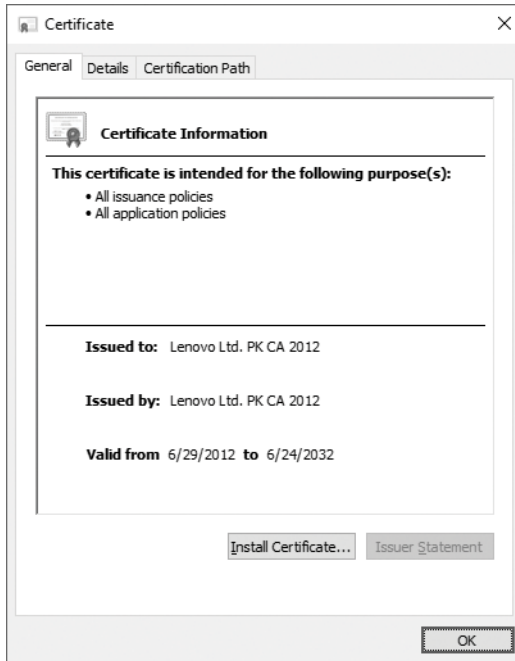 Certificate
General Details Certification Path
Certificate Information
This certificate is intended for the following purpose(s):
• All issuance policies
• All application policies
Issued to: Lenovo Ltd. PK CA 2012
Issued by: Lenovo Ltd. PK CA 2012
Valid from 6/29/2012 to 6/24/2032
Install Certificate... Issuer Statement
OK